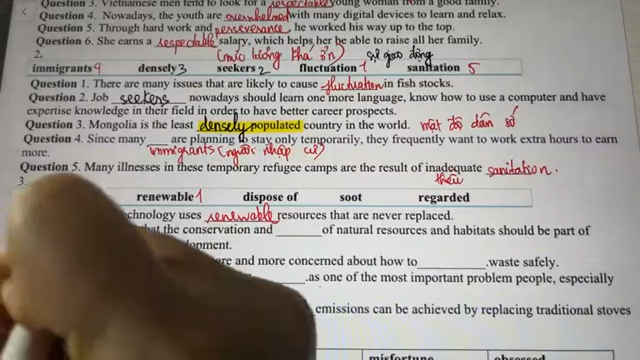 Question 3. Vietnamese men tend to look for a respectable young woman from a good family.
Question 4. Nowadays, the youth are overwhelmed with many digital devices to learn and relax.
Question 5. Through hard work and perseverance, he worked his way up to the top.
Question 6. She earns a respectable salary, which helps her be able to raise all her family.
2. (mức lương khá ổn) sự giao động
immigrants 4 densely 3 seekers 2 fluctuation 1 sanitation 5
Question 1. There are many issues that are likely to cause fluctuation in fish stocks.
Question 2. Job seekers nowadays should learn one more language, know how to use a computer and have
expertise knowledge in their field in order to have better career prospects.
Question 3. Mongolia is the least densely populated country in the world. mật độ dân số
Question 4. Since many ____ are planning to stay only temporarily, they frequently want to work extra hours to earn
more. immigrants (người nhập cư)
Question 5. Many illnesses in these temporary refugee camps are the result of inadequate sanitation.
3. thiếu
renewable 1 dispose of soot regarded
chnology uses renewable resources that are never replaced.
that the conservation and ______ of natural resources and habitats should be part of
lopment.
re and more concerned about how to ________ waste safely.
______ .as one of the most important problem people, especially
emissions can be achieved by replacing traditional stoves
misfortune obsessed